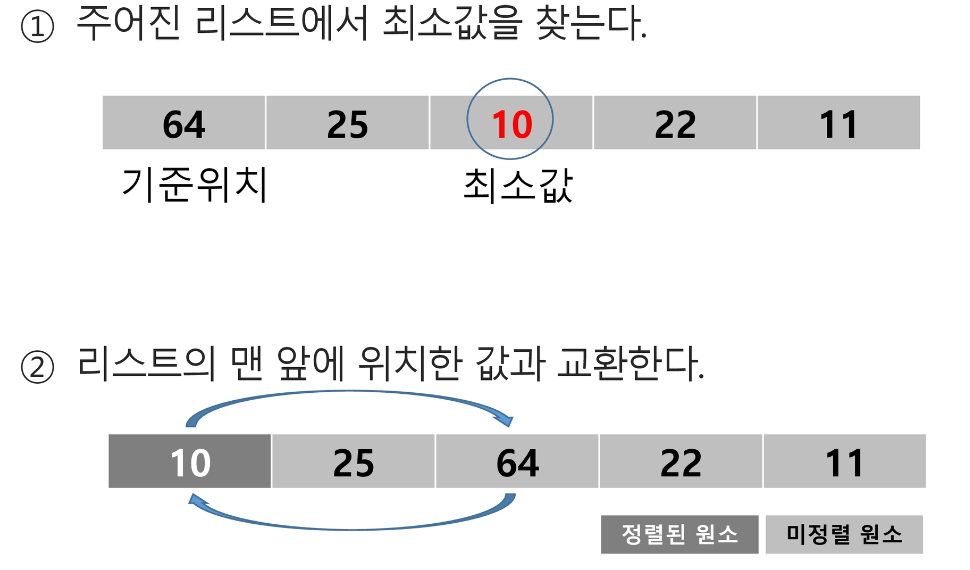 ① 주어진 리스트에서 최소값을 찾는다.
64 25 10 22 11
기준위치 최소값
② 리스트의 맨 앞에 위치한 값과 교환한다.
10 25 64 22 11
정렬된 원소 미정렬 원소